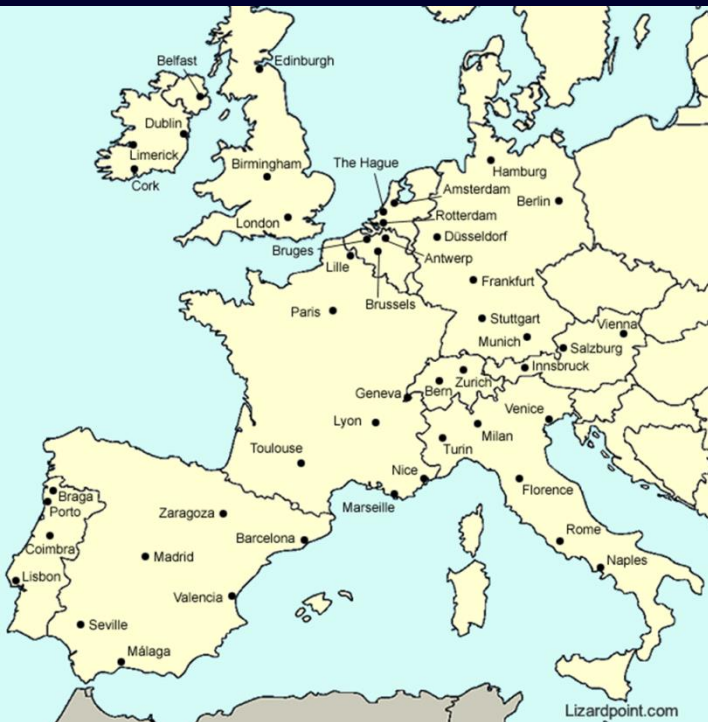 Belfast
Edinburgh
Dublin
Limerick
Cork
Birmingham
London
The Hague
Hamburg
Amsterdam
Berlin
Rotterdam
Düsseldorf
Bruges
Antwerp
Lille
Frankfurt
Brussels
Paris
Stuttgart
Vienna
Munich
Salzburg
Innsbruck
Geneva
Bern
Zurich
Venice
Lyon
Milan
Turin
Toulouse
Nice
Marseille
Florence
Braga
Porto
Zaragoza
Coimbra
Barcelona
Rome
Madrid
Naples
Lisbon
Valencia
Seville
Málaga
Lizardpoint.com